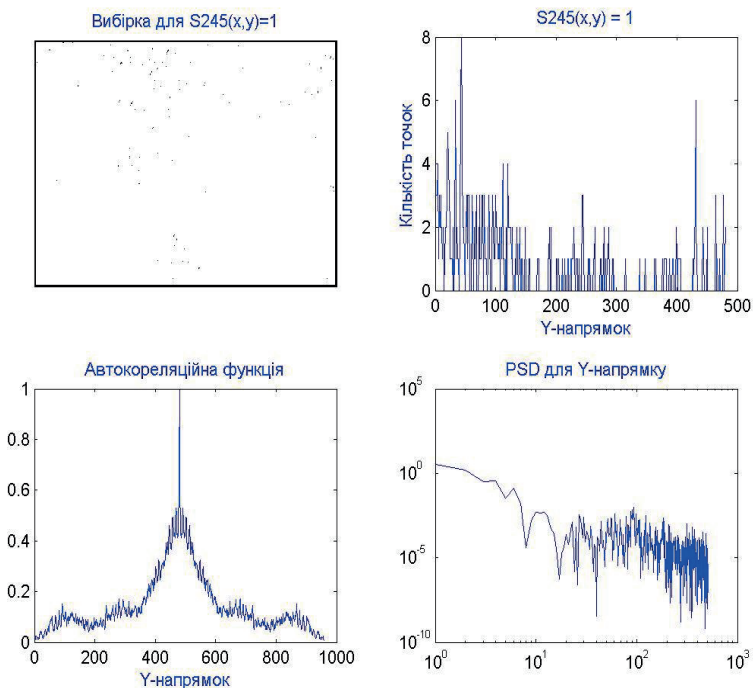 Вибірка для S245(x,y)=1
S245(x,y) = 1
Кількість точок
8
6
4
2
0
0 100 200 300 400 500
Y-напрямок
Автокореляційна функція
1
0.8
0.6
0.4
0.2
0
0 200 400 600 800 1000
Y-напрямок
PSD для Y-напрямку
10^5
10^0
10^-5
10^-10
10^0 10^1 10^2 10^3